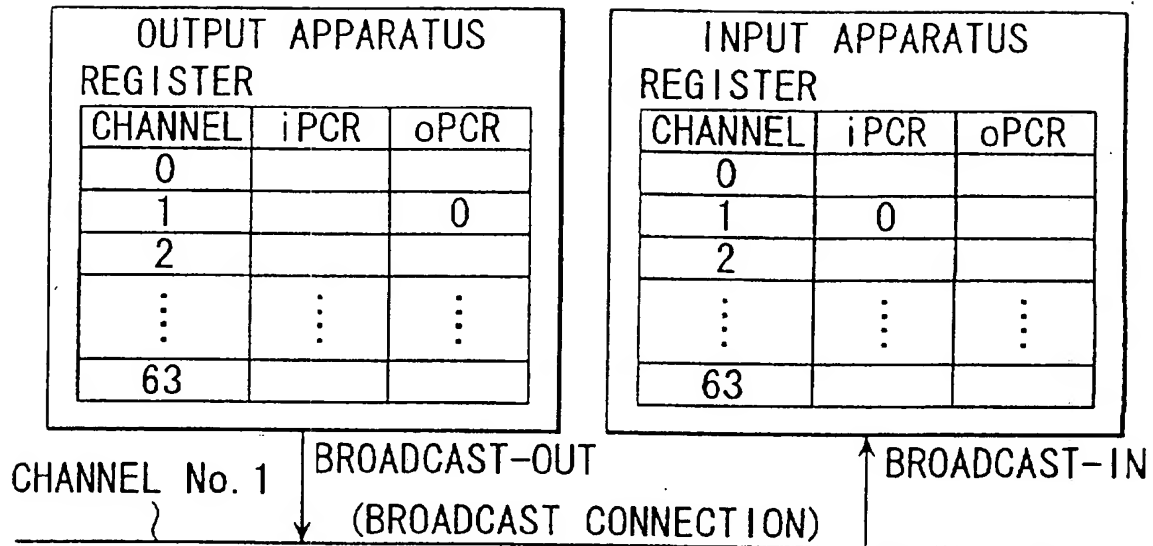 OUTPUT APPARATUS
REGISTER
CHANNEL iPCR oPCR
0
1 0
2
⋮ ⋮ ⋮
63
INPUT APPARATUS
REGISTER
CHANNEL iPCR oPCR
0
1 0
2
⋮ ⋮ ⋮
63
BROADCAST-OUT
BROADCAST-IN
CHANNEL No. 1
(BROADCAST CONNECTION)